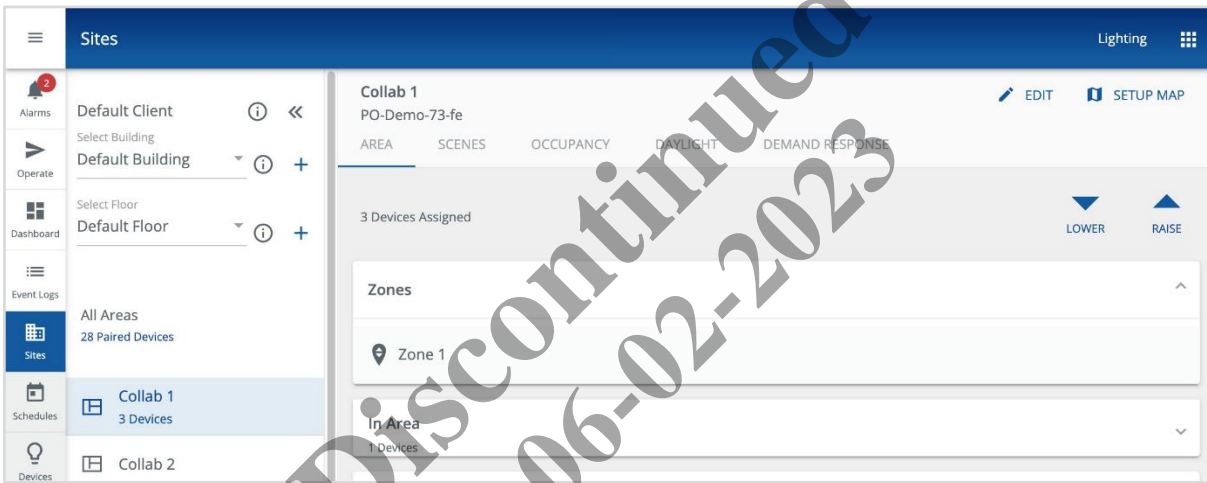 Sites
Lighting
2
Alarms
Operate
Dashboard
Event Logs
Sites
Schedules
Devices
Default Client
Select Building
Default Building
Select Floor
Default Floor
All Areas
28 Paired Devices
Collab 1
3 Devices
Collab 2
Collab 1
PO-Demo-73-fe
EDIT
SETUP MAP
AREA SCENES OCCUPANCY DAYLIGHT DEMAND RESPONSE
3 Devices Assigned
LOWER RAISE
Zones
Zone 1
In Area
1 Devices
Discontinued
06-02-2023